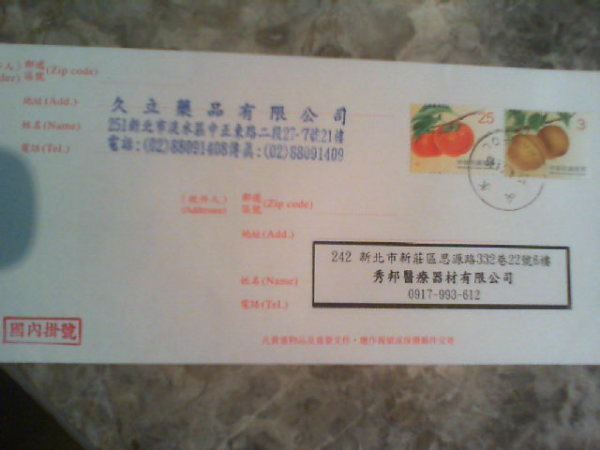 郵遞區號(Zip code)
地址(Add.)
姓名(Name)
電話(Tel.)
久立藥品有限公司
251新北市淡水區中正東路二段27-7號21樓
電話:(02)88091408傳真:(02)88091409
25
3
(收件人)
(Addressee)
郵遞區號(Zip code)
地址(Add.)
姓名(Name)
電話(Tel.)
242 新北市新莊區思源路332巷22號6樓
秀邦醫療器材有限公司
0917-993-612
國內掛號